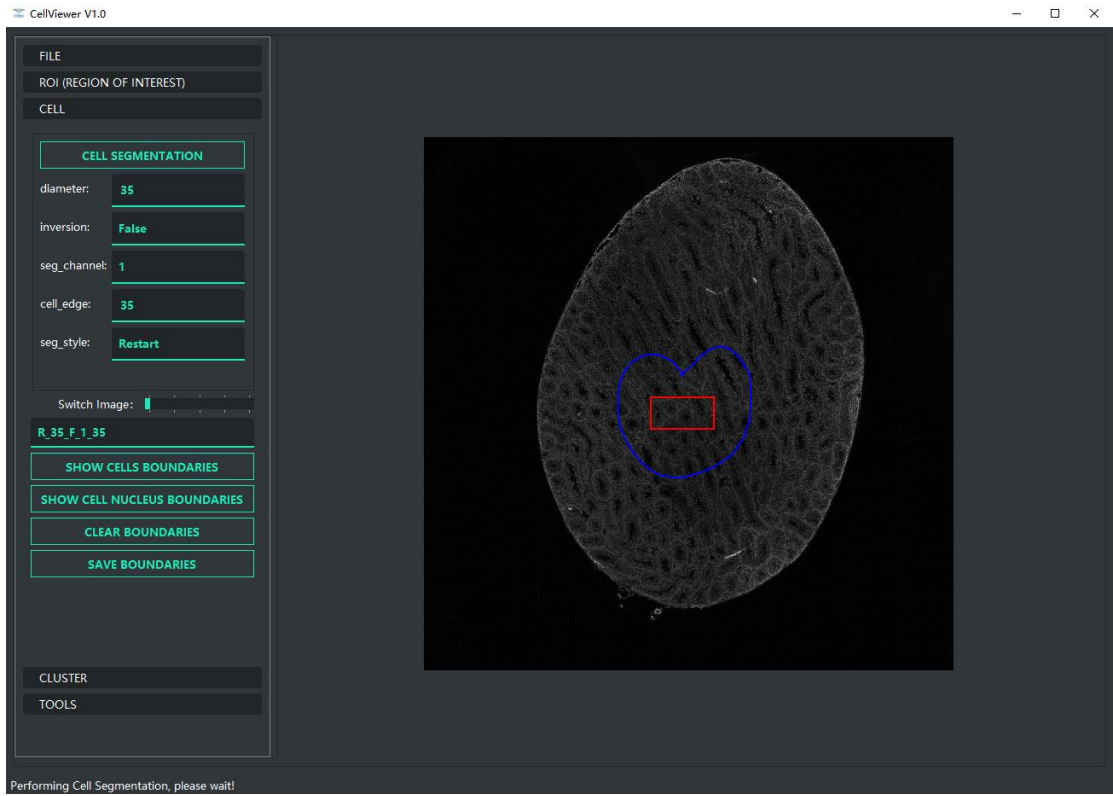 CellViewer V1.0
FILE
ROI (REGION OF INTEREST)
CELL
CELL SEGMENTATION
diameter: 35
inversion: False
seg_channel: 1
cell_edge: 35
seg_style: Restart
Switch Image:
R_35_F_1_35
SHOW CELLS BOUNDARIES
SHOW CELL NUCLEUS BOUNDARIES
CLEAR BOUNDARIES
SAVE BOUNDARIES
CLUSTER
TOOLS
Performing Cell Segmentation, please wait!